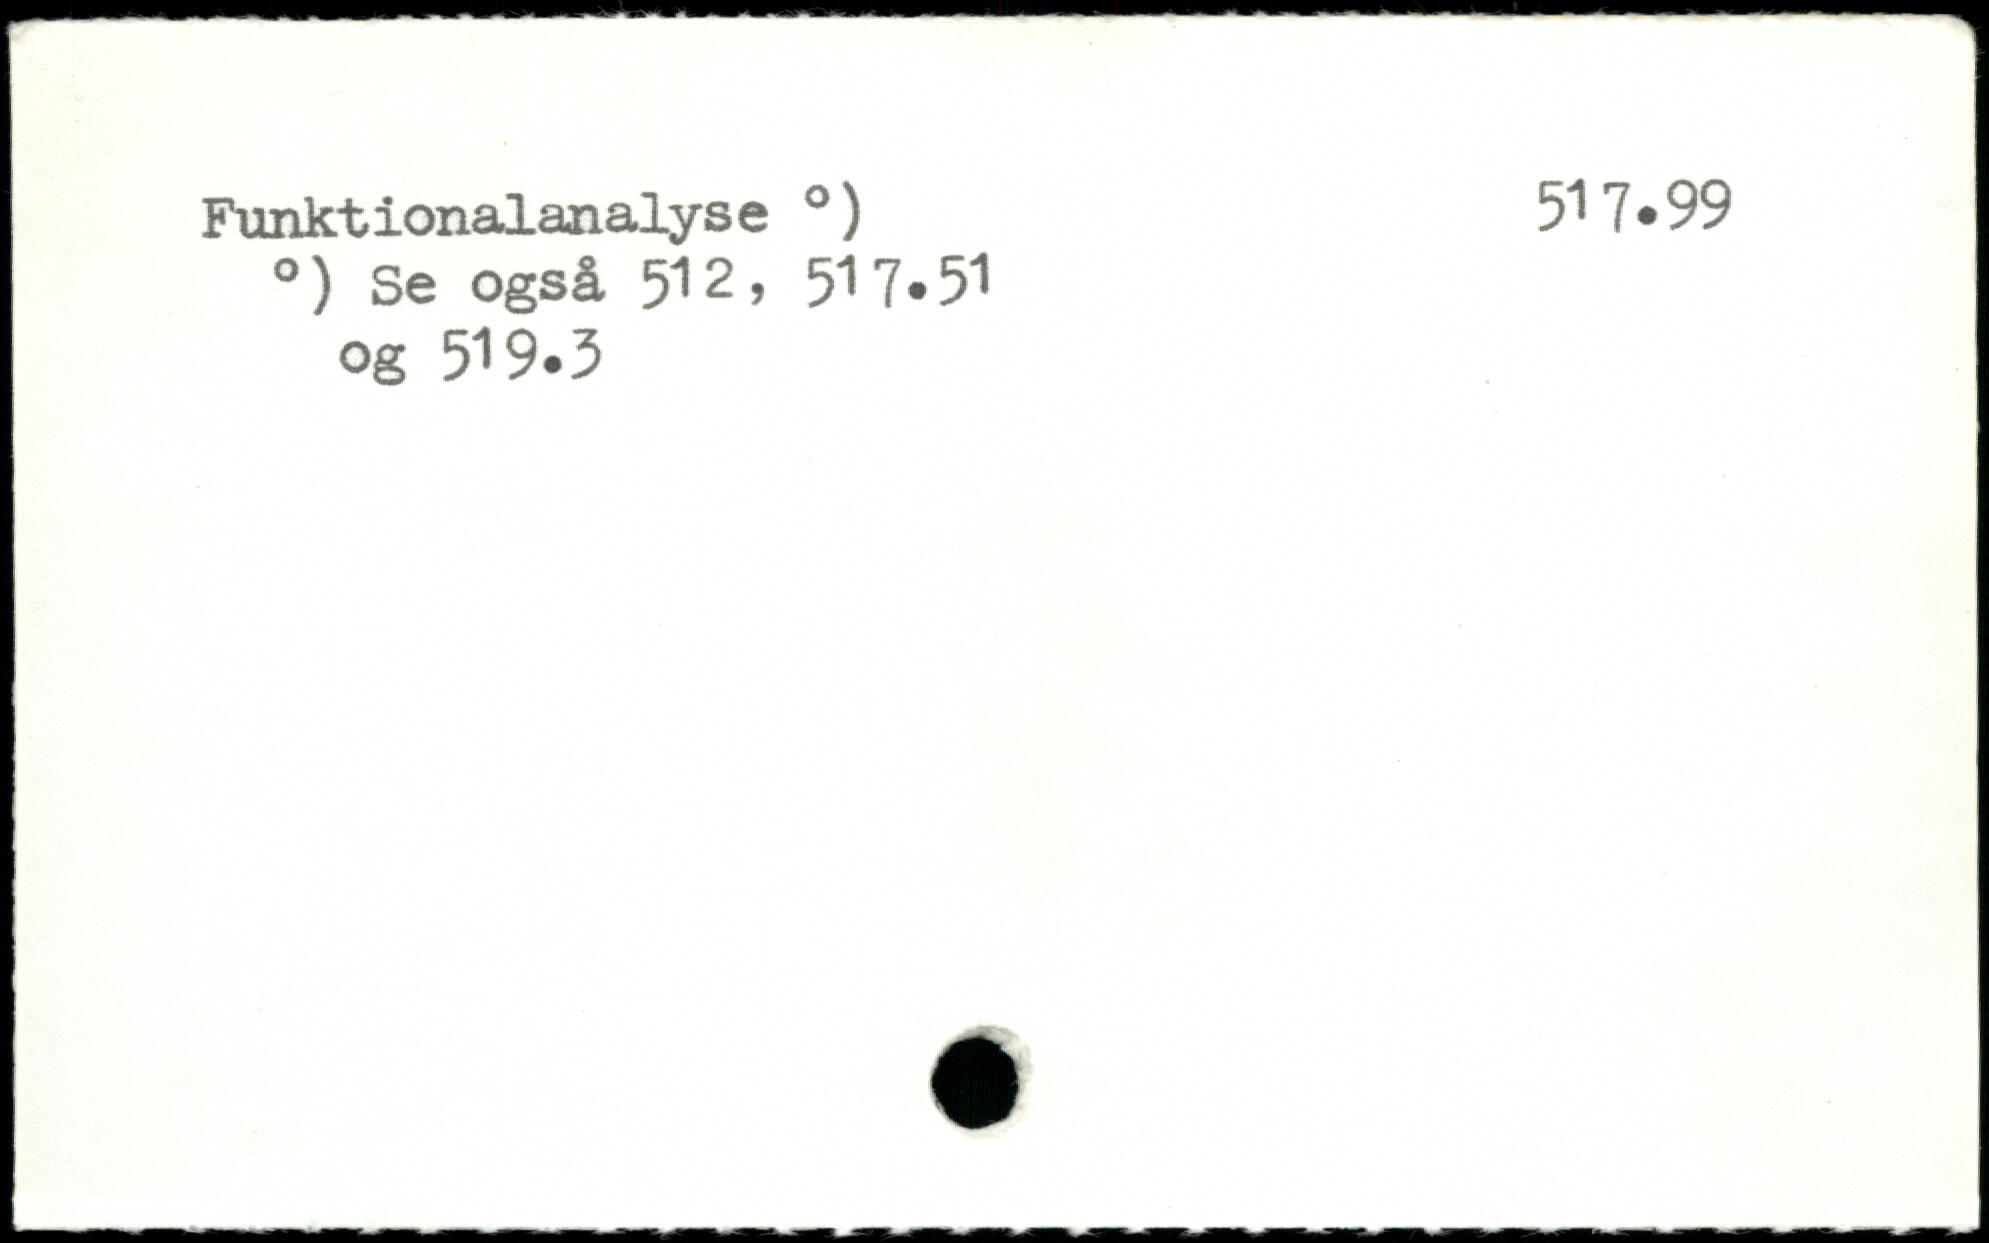 Funktionalanalyse °) 517.99
°) Se også 512, 517.51
og 519.3